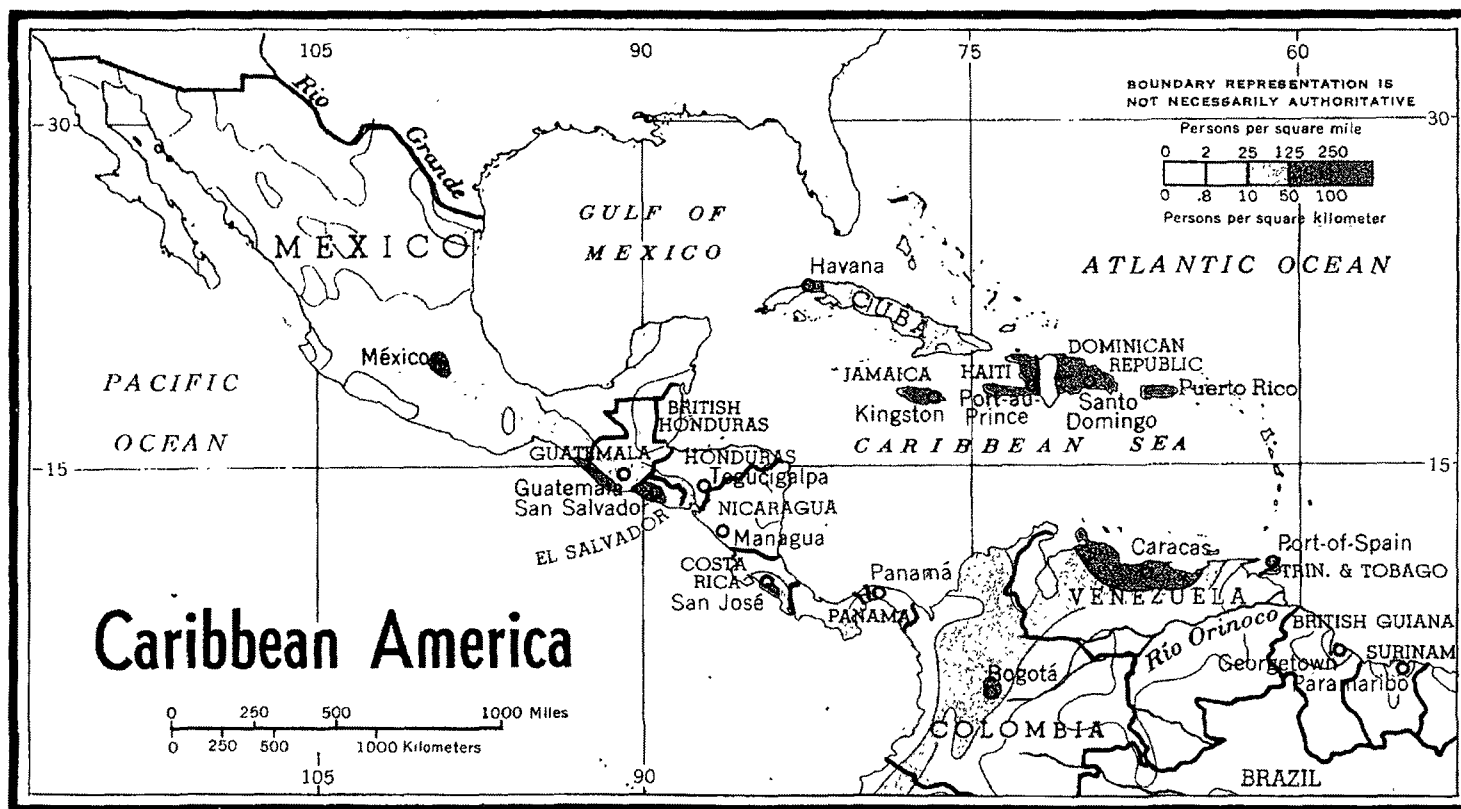 105 90 75 60
BOUNDARY REPRESENTATION IS
NOT NECESSARILY AUTHORITATIVE
30 30
Persons per square mile
0 2 25 125 250
0 .8 10 50 100
Persons per square kilometer
Rio
Grande
GULF OF
MEXICO
MEXICO
ATLANTIC OCEAN
Havana
CUBA
México
PACIFIC
OCEAN
DOMINICAN
REPUBLIC
JAMAICA
HAITI
Kingston
Port-au-
Prince
Santo
Domingo
Puerto Rico
BRITISH
HONDURAS
CARIBBEAN SEA
15 15
GUATEMALA
HONDURAS
Guatemala
Tegucigalpa
San Salvador
NICARAGUA
EL SALVADOR
Managua
Caracas
Port-of-Spain
TRIN. & TOBAGO
COSTA
RICA
San José
Panamá
PANAMA
VENEZUELA
Río Orinoco
BRITISH GUIANA
Georgetown
SURINAM
Paramaribo
Bogotá
COLOMBIA
BRAZIL
Caribbean America
0 250 500 1000 Miles
0 250 500 1000 Kilometers
105 90